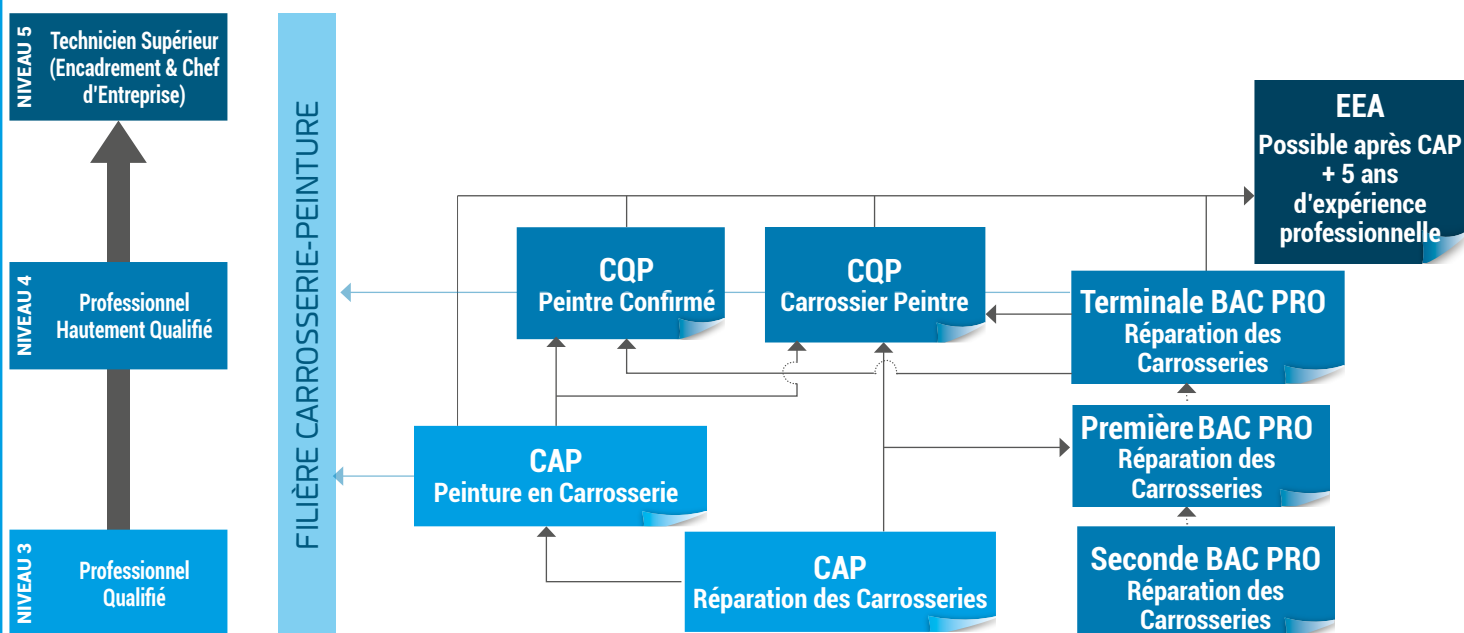 NIVEAU 5
Technicien Supérieur
(Encadrement & Chef
d'Entreprise)
NIVEAU 4
Professionnel
Hautement Qualifié
NIVEAU 3
Professionnel
Qualifié
FILIÈRE CARROSSERIE-PEINTURE
EEA
Possible après CAP
+ 5 ans
d'expérience
professionnelle
CQP
Peintre Confirmé
CQP
Carrossier Peintre
Terminale BAC PRO
Réparation des
Carrosseries
Première BAC PRO
Réparation des
Carrosseries
CAP
Peinture en Carrosserie
CAP
Réparation des Carrosseries
Seconde BAC PRO
Réparation des
Carrosseries